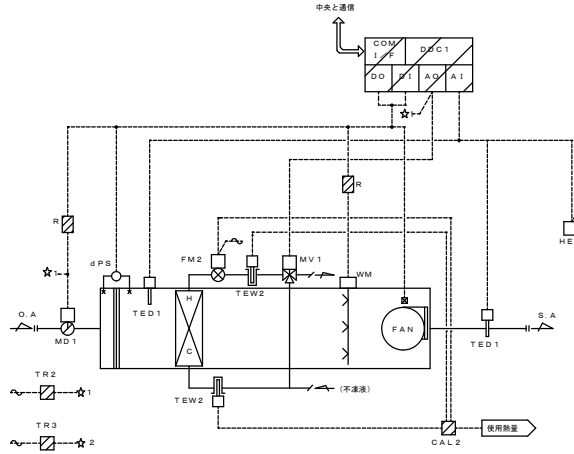 中央と通信
COM
I/F
DDC1
DO DI AO AI
☆
R
R
HE
dPS
FM2
MV1
☆1
TEW2
WM
O.A
TED1
H
C
FAN
S.A
MD1
TED1
TR2
☆1
TEW2
(不凍液)
TR3
☆2
CAL2
使用熱量